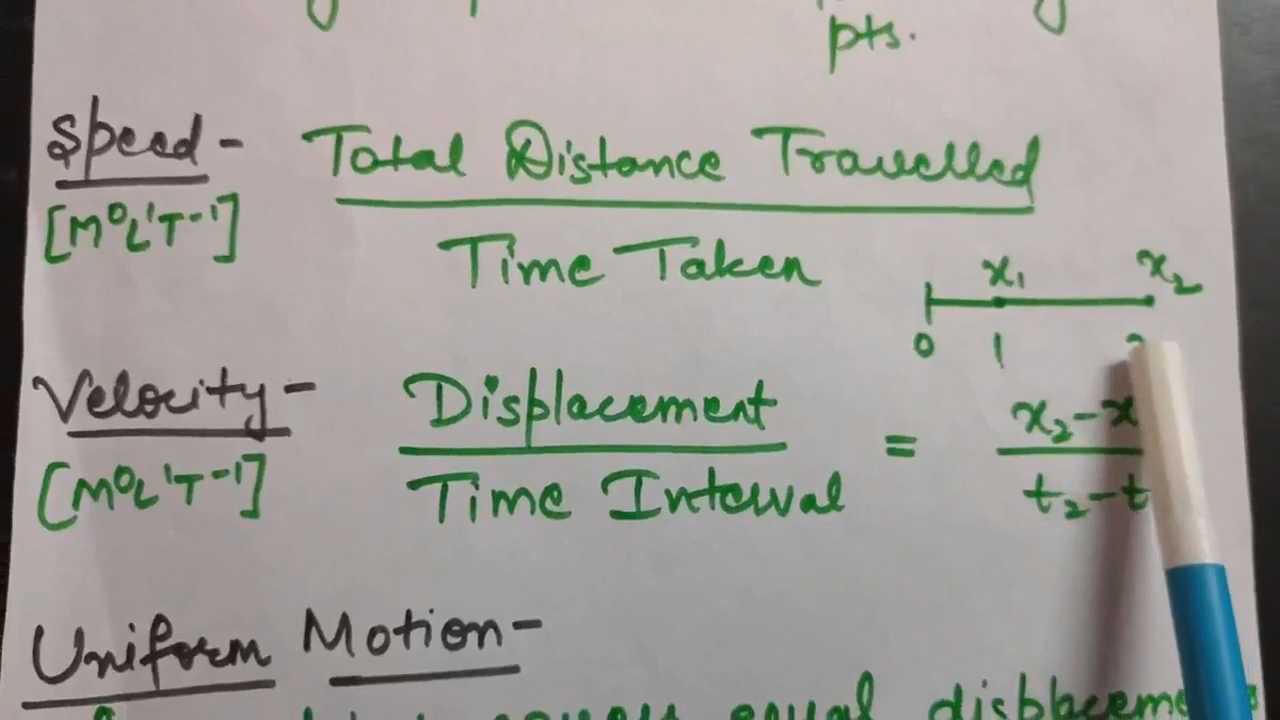 pts.
Speed- Total Distance Travelled
[M⁰L¹T⁻¹]
Time Taken
x₁ x₂
0 1
Velocity- Displacement
= x₂-x
[M⁰L¹T⁻¹] Time Interval
t₂-t
Uniform Motion-
equal displaceme